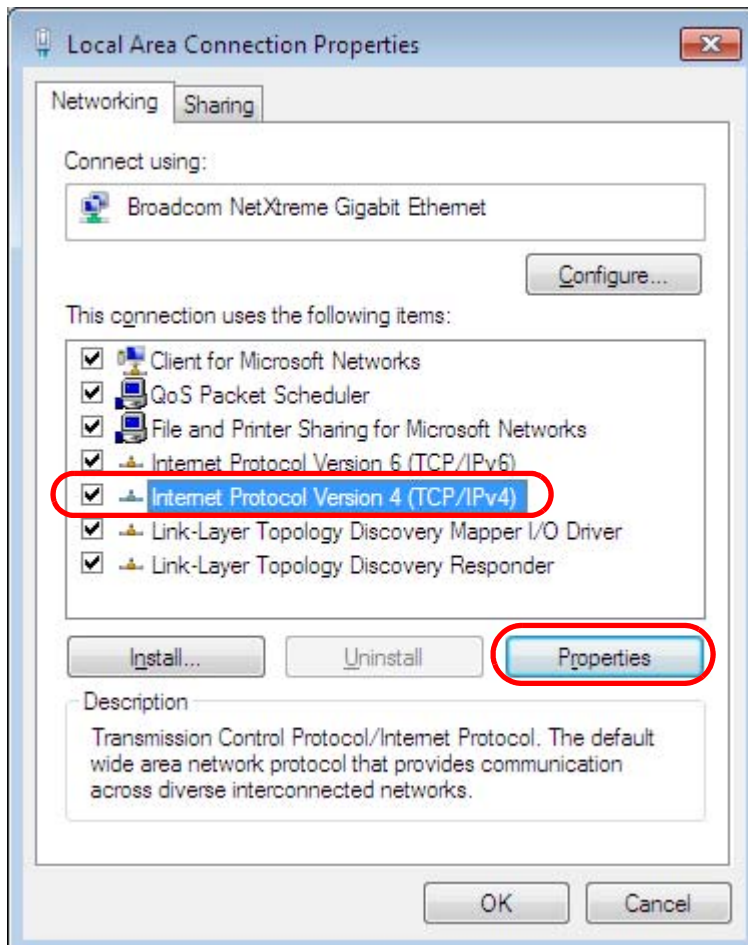 Local Area Connection Properties
Networking
Sharing
Connect using:
Broadcom NetXtreme Gigabit Ethernet
Configure...
This connection uses the following items:
Client for Microsoft Networks
QoS Packet Scheduler
File and Printer Sharing for Microsoft Networks
Internet Protocol Version 6 (TCP/IPv6)
Internet Protocol Version 4 (TCP/IPv4)
Link-Layer Topology Discovery Mapper I/O Driver
Link-Layer Topology Discovery Responder
Install...
Uninstall
Properties
Description
Transmission Control Protocol/Internet Protocol. The default
wide area network protocol that provides communication
across diverse interconnected networks.
OK
Cancel